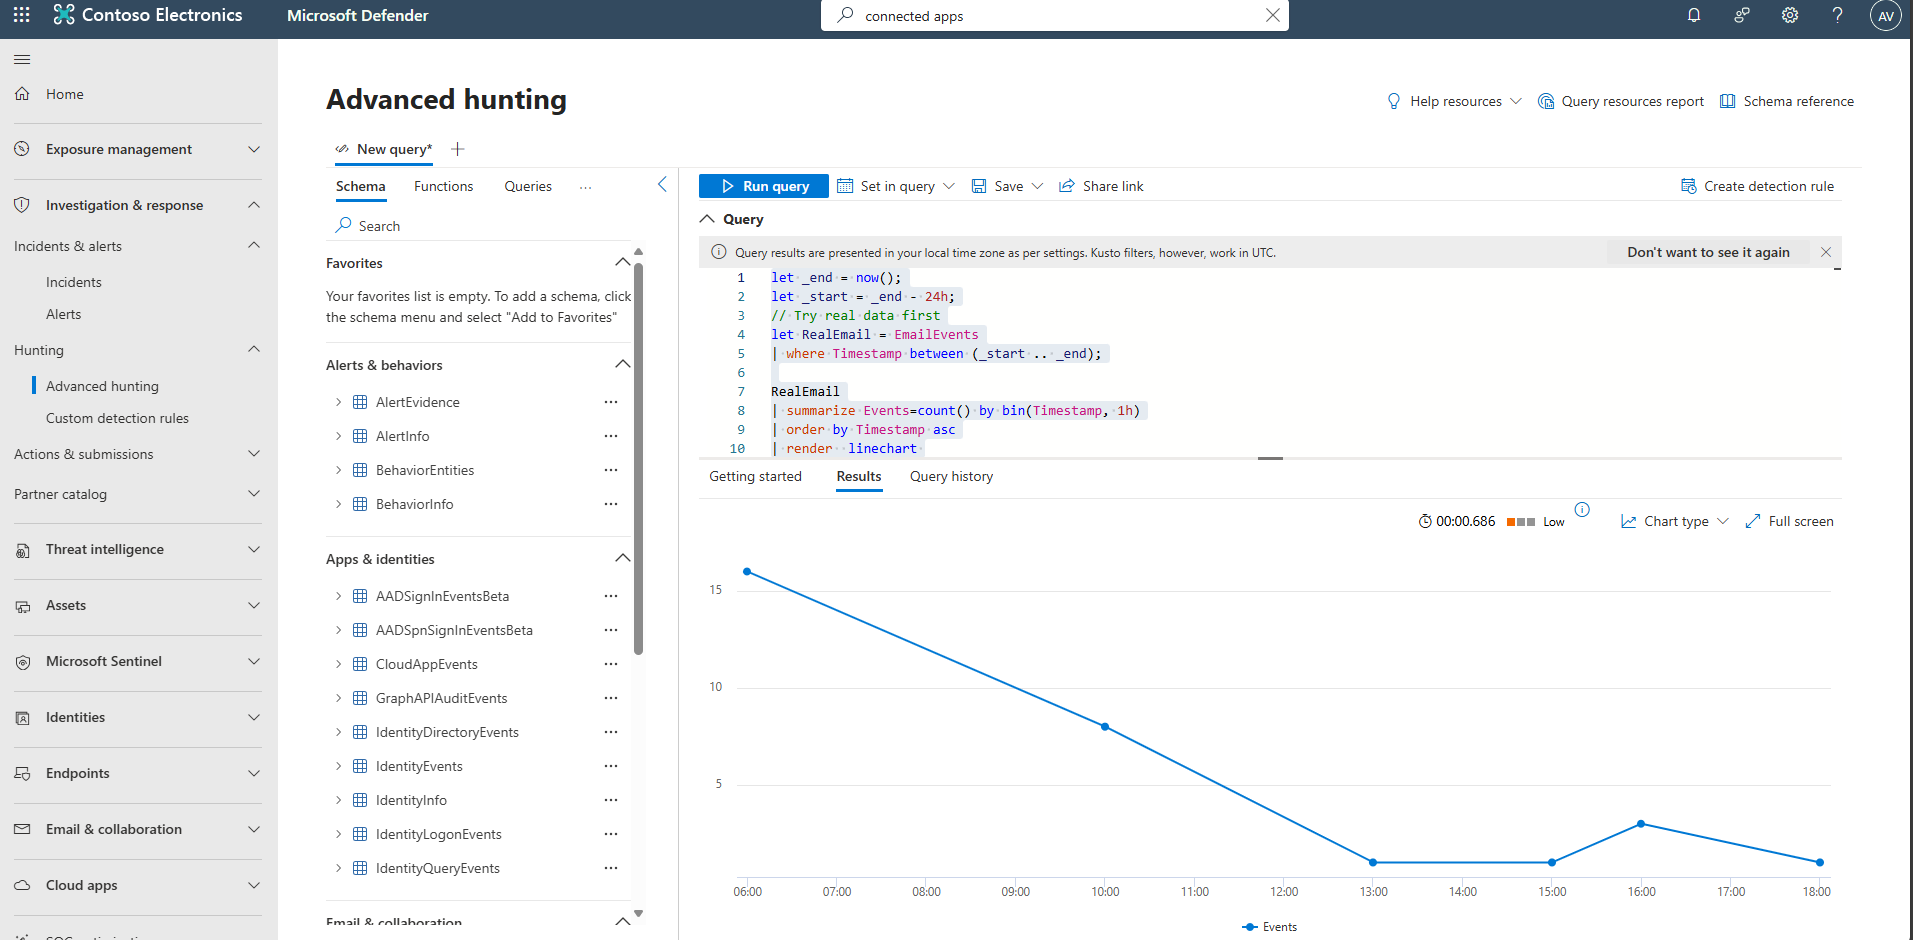 Contoso Electronics
Microsoft Defender
connected apps
AV
Home
Exposure management
Investigation & response
Incidents & alerts
Incidents
Alerts
Hunting
Advanced hunting
Custom detection rules
Actions & submissions
Partner catalog
Threat intelligence
Assets
Microsoft Sentinel
Identities
Endpoints
Email & collaboration
Cloud apps
Advanced hunting
Help resources
Query resources report
Schema reference
New query*
Schema
Functions
Queries
Search
Favorites
Your favorites list is empty. To add a schema, click
the schema menu and select "Add to Favorites"
Alerts & behaviors
AlertEvidence
AlertInfo
BehaviorEntities
BehaviorInfo
Apps & identities
AADSignInEventsBeta
AADSpnSignInEventsBeta
CloudAppEvents
GraphAPIAuditEvents
IdentityDirectoryEvents
IdentityEvents
IdentityInfo
IdentityLogonEvents
IdentityQueryEvents
Email & collaboration
Run query
Set in query
Save
Share link
Create detection rule
Query
Query results are presented in your local time zone as per settings. Kusto filters, however, work in UTC.
Don't want to see it again
1 let _end = now();
2 let _start = _end - 24h;
3 // Try real data first
4 let RealEmail = EmailEvents
5 | where Timestamp between (_start .. _end);
6
7 RealEmail
8 | summarize Events=count() by bin(Timestamp, 1h)
9 | order by Timestamp asc
10 | render  linechart
Getting started
Results
Query history
00:00.686
Low
Chart type
Full screen
15
10
5
06:00 07:00 08:00 09:00 10:00 11:00 12:00 13:00 14:00 15:00 16:00 17:00 18:00
Events